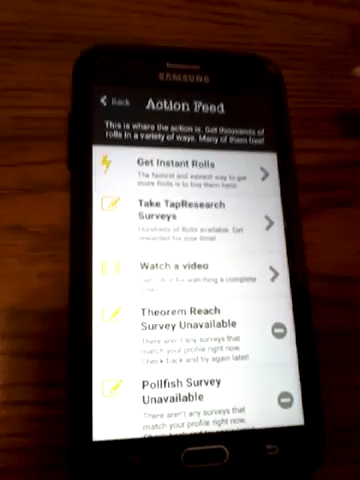 SAMSUNG
Back
Action Feed
This is where the action is. Get thousands of
rolls in a variety of ways. Many of them free!
Get Instant Rolls
The fastest and easiest way to get
more Rolls is to buy them here.
Take TapResearch
Surveys
Hundreds of Rolls available. Get
rewarded for your time!
Watch a video
for watching a complete
Theorem Reach
Survey Unavailable
There aren't any surveys that
match your profile right now.
Check back and try again later!
Pollfish Survey
Unavailable
There aren't any surveys that
match your profile right now.